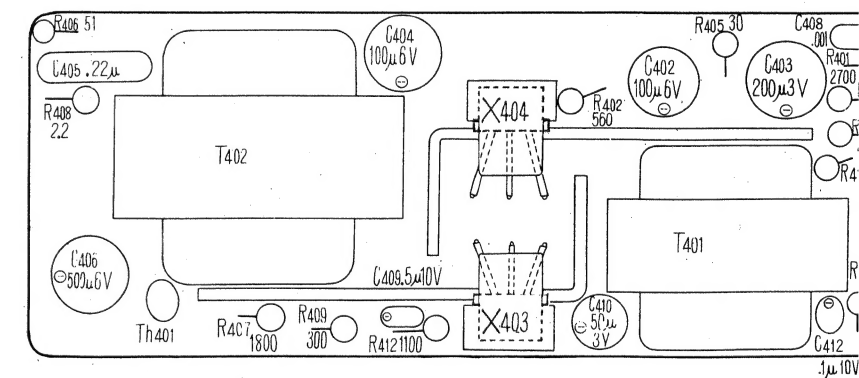 R406 51
C405 .22µ
R408
2.2
T402
C404
100µ6V
X404
R402
560
C402
100µ6V
R405 30
C403
200µ3V
C408
.001
R401
2700
T401
C406
500µ6V
Th401
R407
1800
R409
300
C409.5µ10V
R412 1100
X403
C410
50µ
3V
C412
.1µ10V